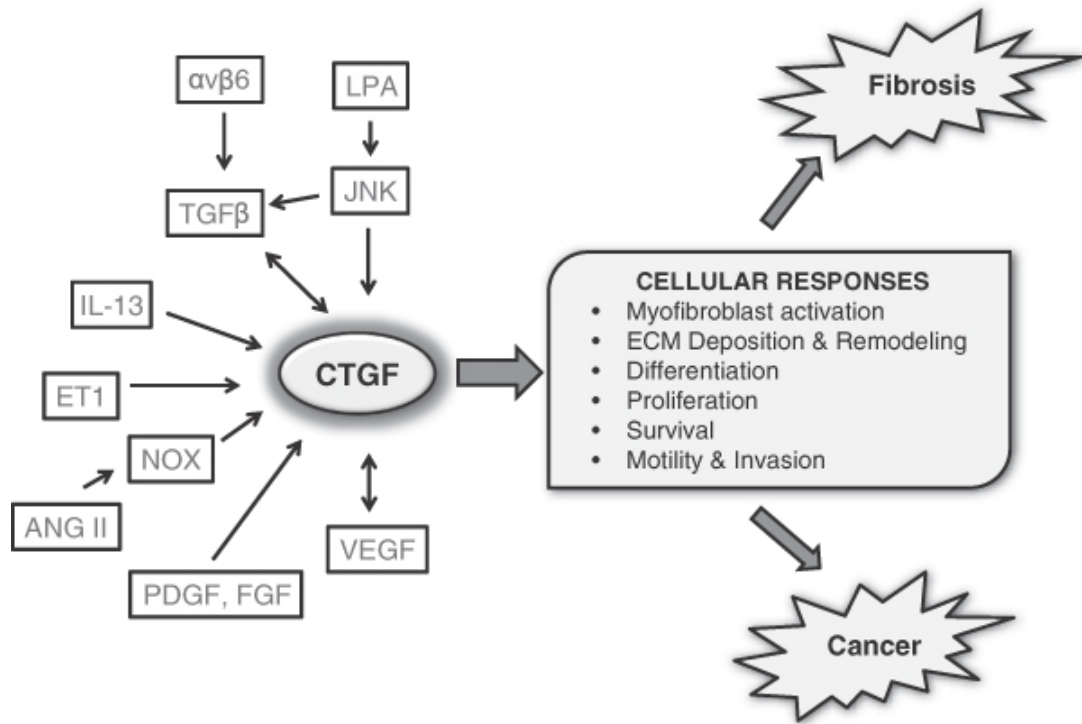 αvβ6
LPA
TGFβ
JNK
IL-13
ET1
NOX
ANG II
PDGF, FGF
VEGF
CTGF
CELLULAR RESPONSES
• Myofibroblast activation
• ECM Deposition & Remodeling
• Differentiation
• Proliferation
• Survival
• Motility & Invasion
Fibrosis
Cancer